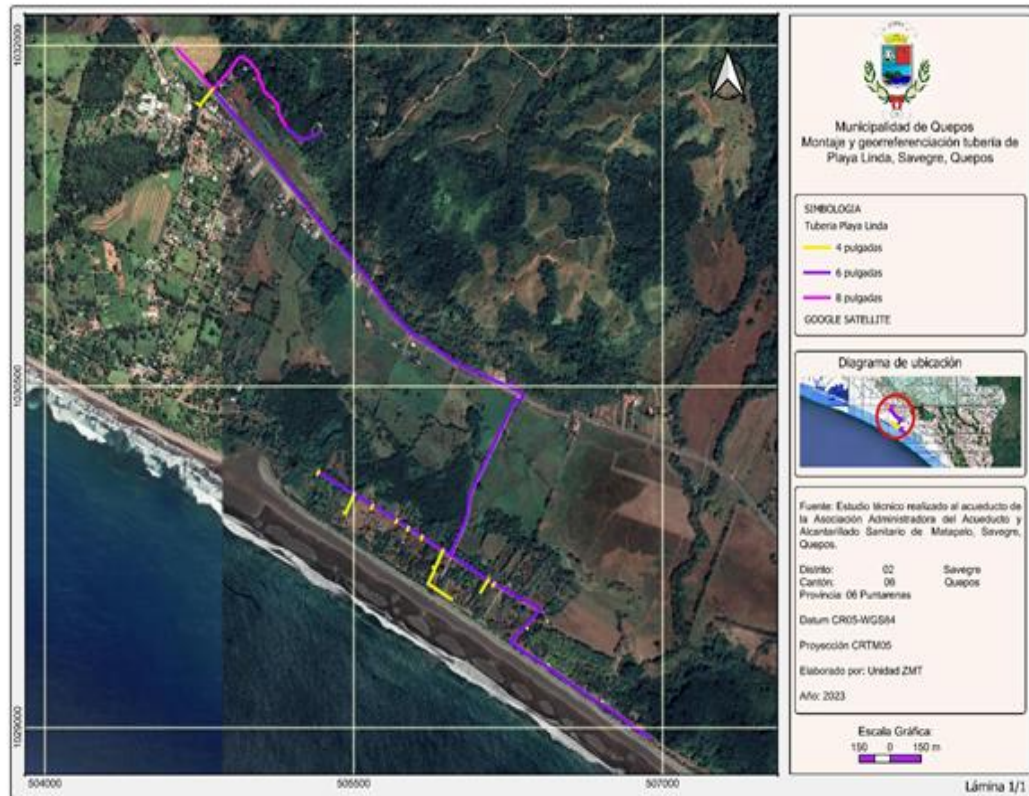 1032000
1030500
1029000
504000
505500
507000
Municipalidad de Quepos
Montaje y georreferenciación tubería de
Playa Linda, Savegre, Quepos
SIMBOLOGIA
Tuberia Playa Linda
4 pulgadas
6 pulgadas
8 pulgadas
GOOGLE SATELLITE
Diagrama de ubicación
Fuente: Estudio técnico realizado al acueducto de
la Asociación Administradora del Acueducto y
Alcantarillado Sanitario de Matapalo, Savegre,
Quepos.
Distrito: 02 Savegre
Cantón: 06 Quepos
Provincia: 06 Puntarenas
Datum CR05-WGS84
Proyección CRTM05
Elaborado por: Unidad ZMT
Año: 2023
Escala Gráfica:
150 0 150 m
Lámina 1/1